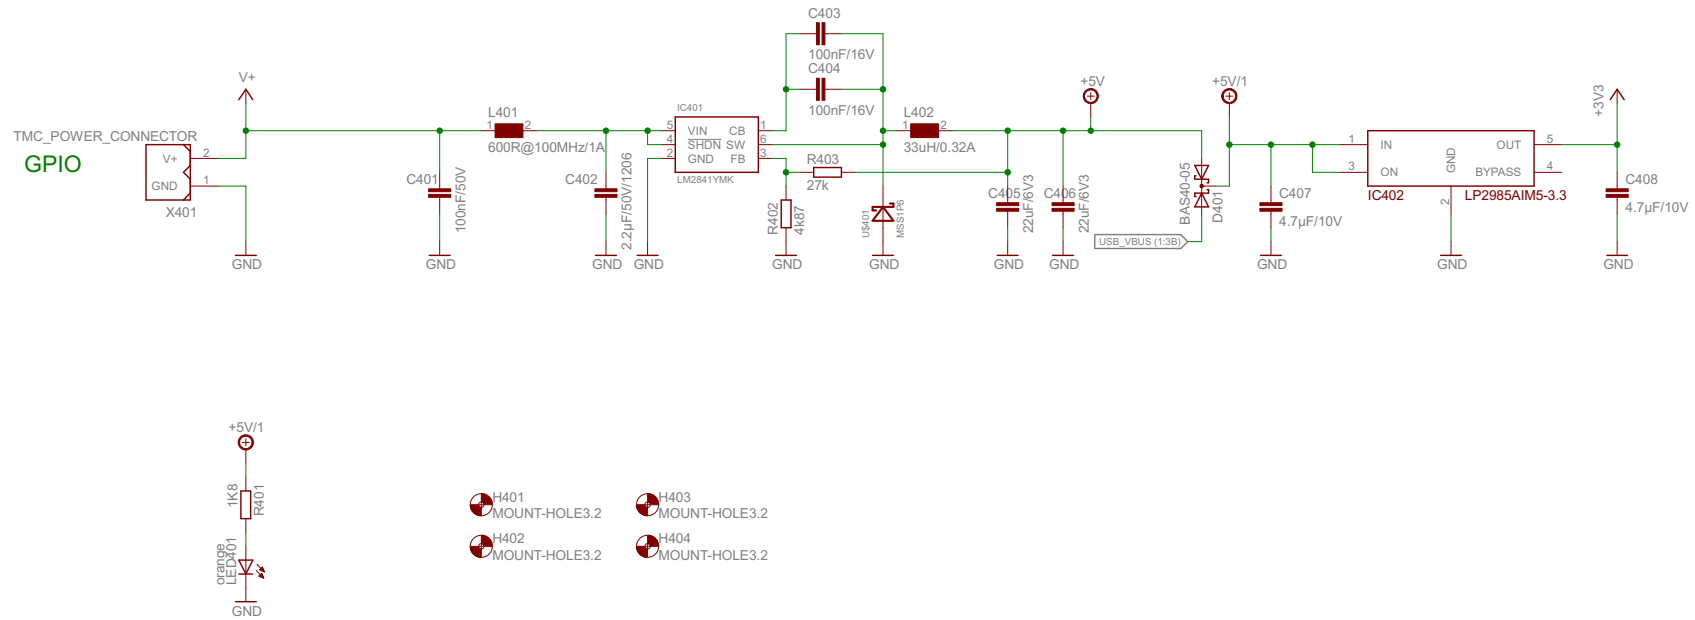 C403
100nF/16V
C404
100nF/16V
V+
TMC_POWER_CONNECTOR
GPIO
V+ 2
GND 1
X401
GND
C401
100nF/50V
GND
L401
1 2
600R@100MHz/1A
C402
2.2µF/50V/1206
GND
GND
IC401
5 VIN CB 1
4 SHDN SW 6
2 GND FB 3
LM2841YMK
R403
27k
R402
4k87
GND
U$401
MSS1P6
GND
L402
1 2
33uH/0.32A
C405
22uF/6V3
GND
C406
22uF/6V3
GND
+5V
+5V/1
BAS40-05
D401
USB_VBUS (1:3B)
C407
4.7µF/10V
GND
1 IN OUT 5
3 ON BYPASS 4
GND
2
IC402 LP2985AIM5-3.3
GND
+3V3
C408
4.7µF/10V
GND
+5V/1
1K8
R401
orange
LED401
GND
H401
MOUNT-HOLE3.2
H403
MOUNT-HOLE3.2
H402
MOUNT-HOLE3.2
H404
MOUNT-HOLE3.2